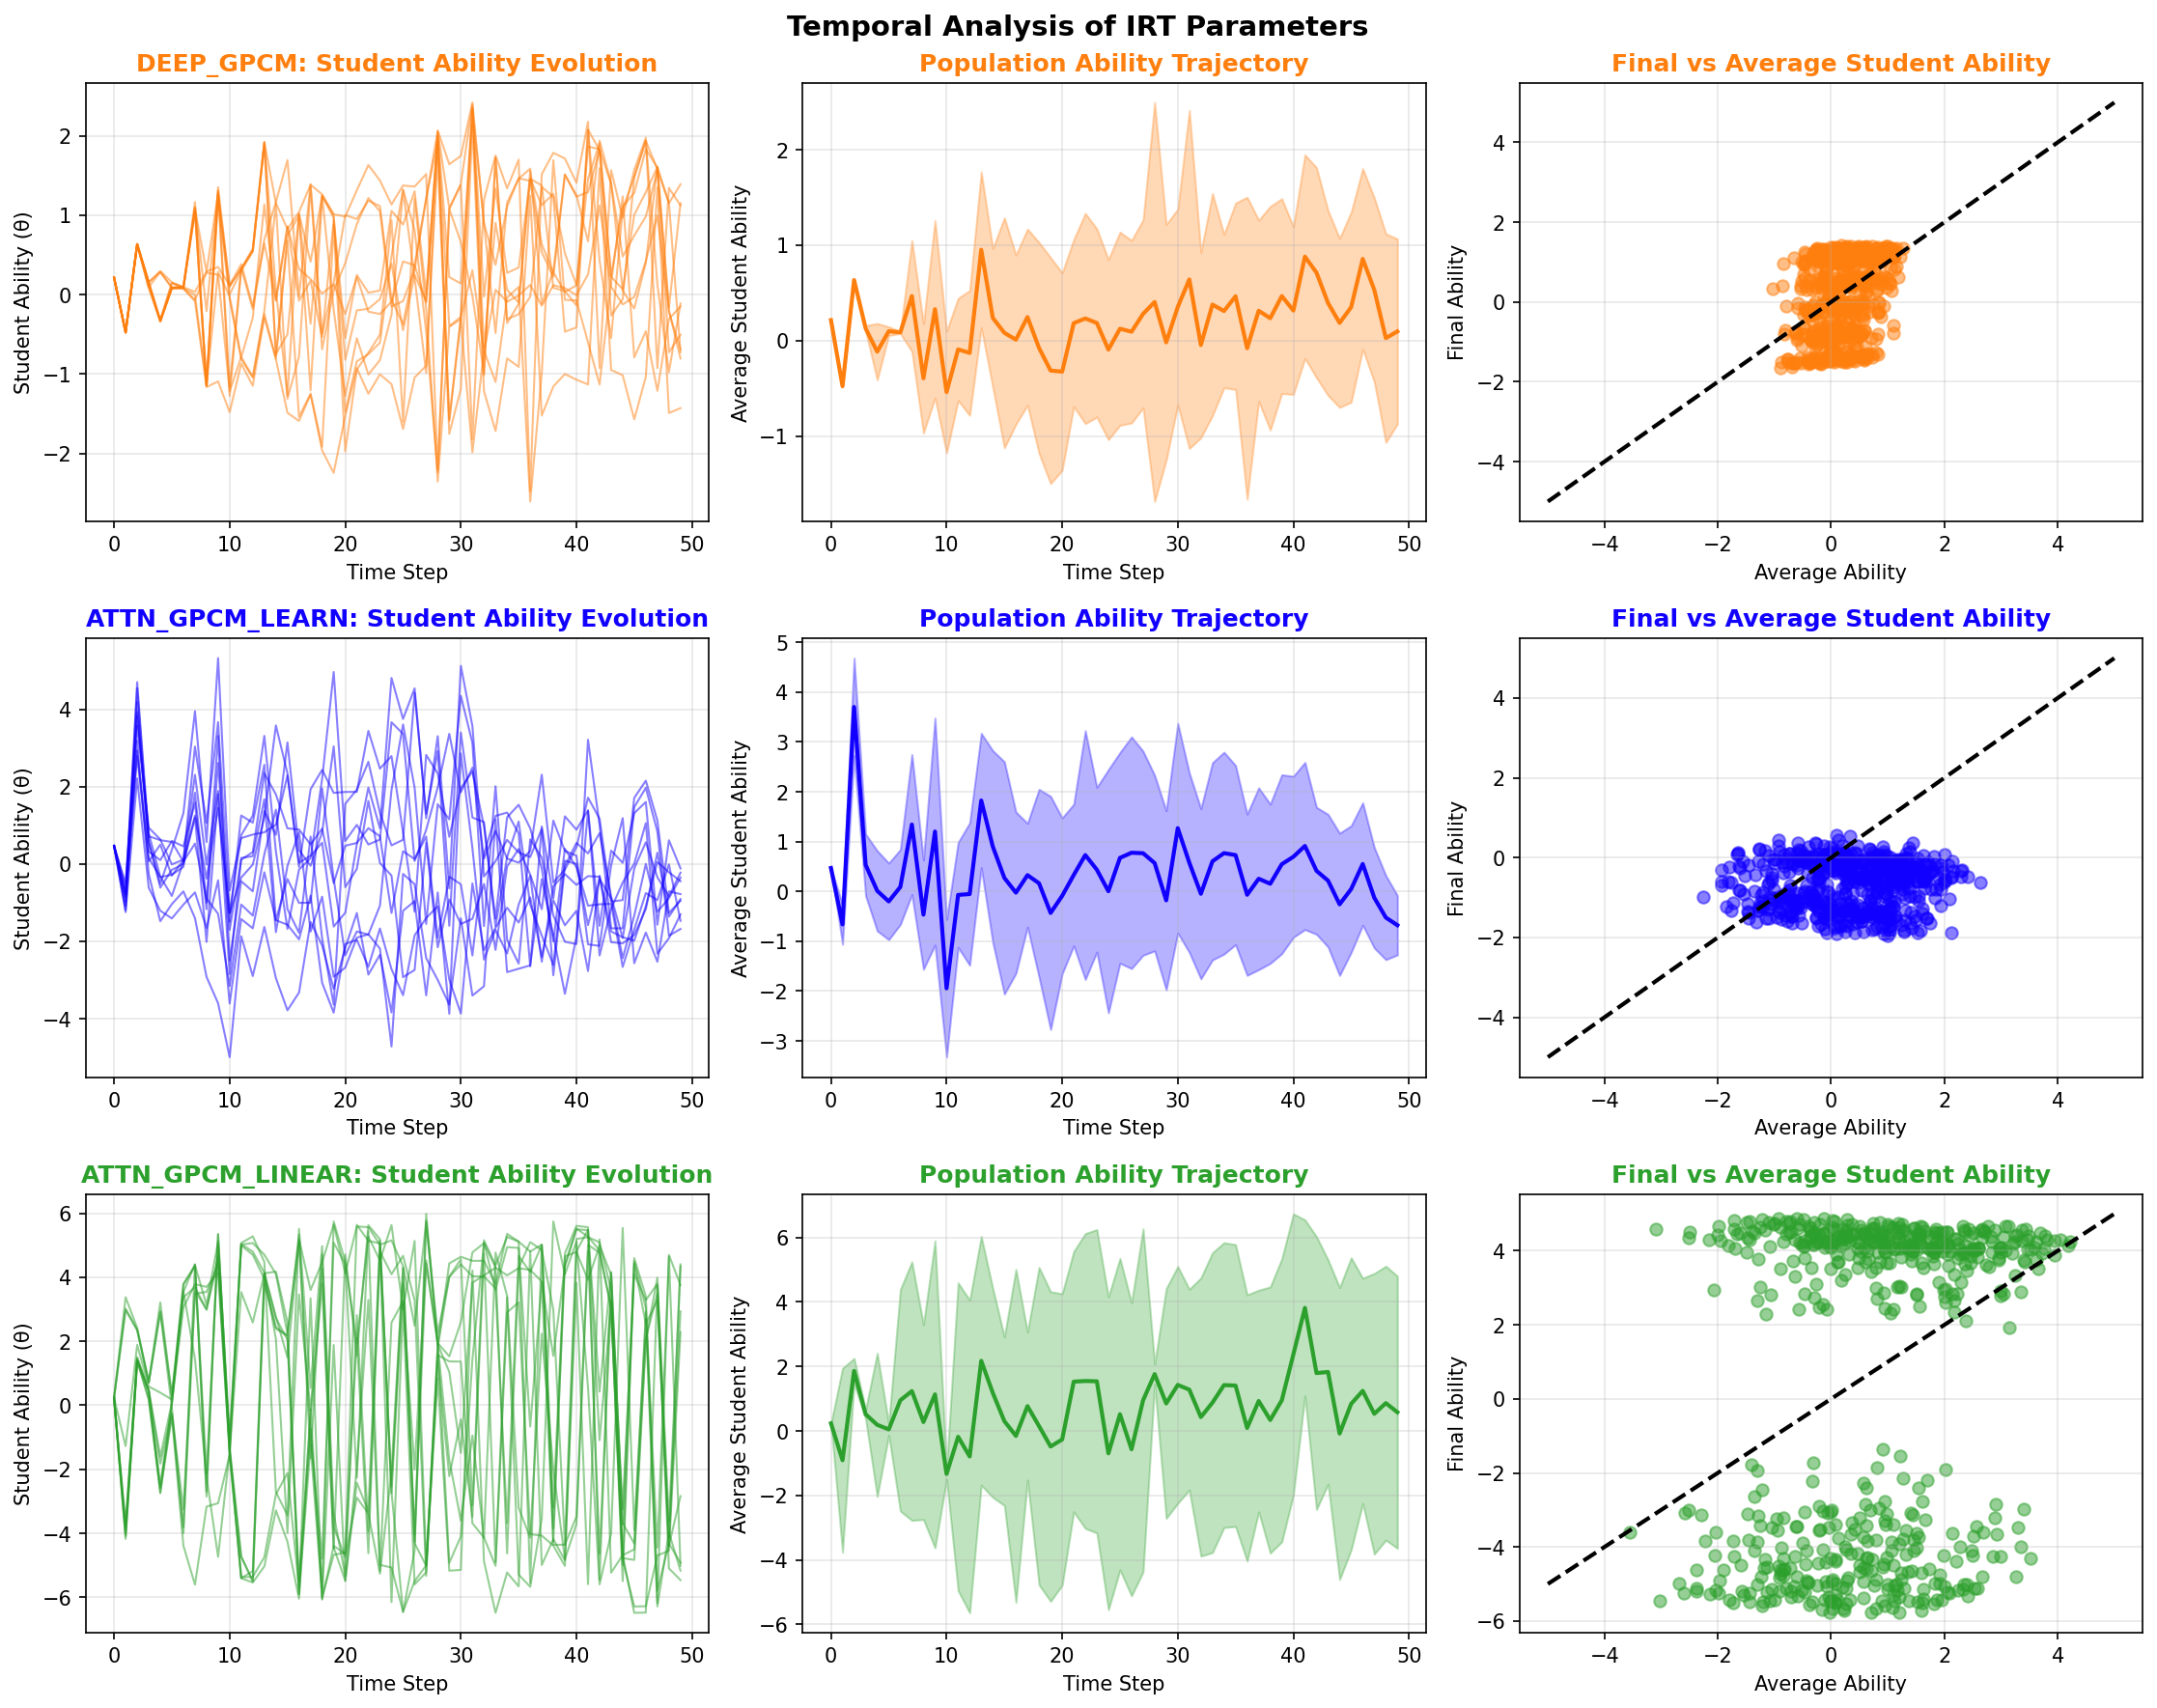 Temporal Analysis of IRT Parameters
DEEP_GPCM: Student Ability Evolution
Student Ability (θ)
2
1
0
−1
−2
0 10 20 30 40 50
Time Step
Population Ability Trajectory
Average Student Ability
2
1
0
−1
0 10 20 30 40 50
Time Step
Final vs Average Student Ability
Final Ability
4
2
0
−2
−4
−4 −2 0 2 4
Average Ability
ATTN_GPCM_LEARN: Student Ability Evolution
Student Ability (θ)
4
2
0
−2
−4
0 10 20 30 40 50
Time Step
Population Ability Trajectory
Average Student Ability
5
4
3
2
1
0
−1
−2
−3
0 10 20 30 40 50
Time Step
Final vs Average Student Ability
Final Ability
4
2
0
−2
−4
−4 −2 0 2 4
Average Ability
ATTN_GPCM_LINEAR: Student Ability Evolution
Student Ability (θ)
6
4
2
0
−2
−4
−6
0 10 20 30 40 50
Time Step
Population Ability Trajectory
Average Student Ability
6
4
2
0
−2
−4
−6
0 10 20 30 40 50
Time Step
Final vs Average Student Ability
Final Ability
4
2
0
−2
−4
−6
−4 −2 0 2 4
Average Ability